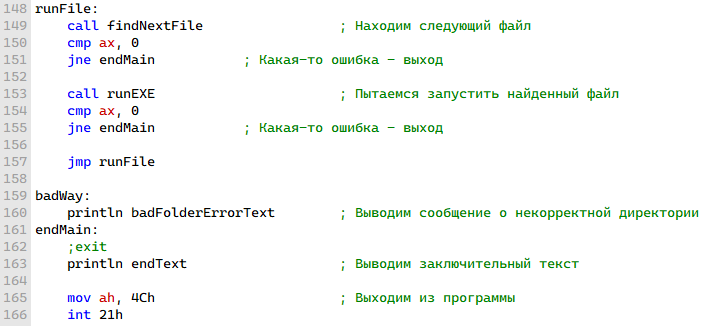 148 runFile:
149     call findNextFile                 ; Находим следующий файл
150     cmp ax, 0
151     jne endMain           ; Какая-то ошибка - выход
152
153     call runEXE                       ; Пытаемся запустить найденный файл
154     cmp ax, 0
155     jne endMain           ; Какая-то ошибка - выход
156
157     jmp runFile
158
159 badWay:
160     println badFolderErrorText        ; Выводим сообщение о некорректной директории
161 endMain:
162     ;exit
163     println endText                   ; Выводим заключительный текст
164
165     mov ah, 4Ch                       ; Выходим из программы
166     int 21h